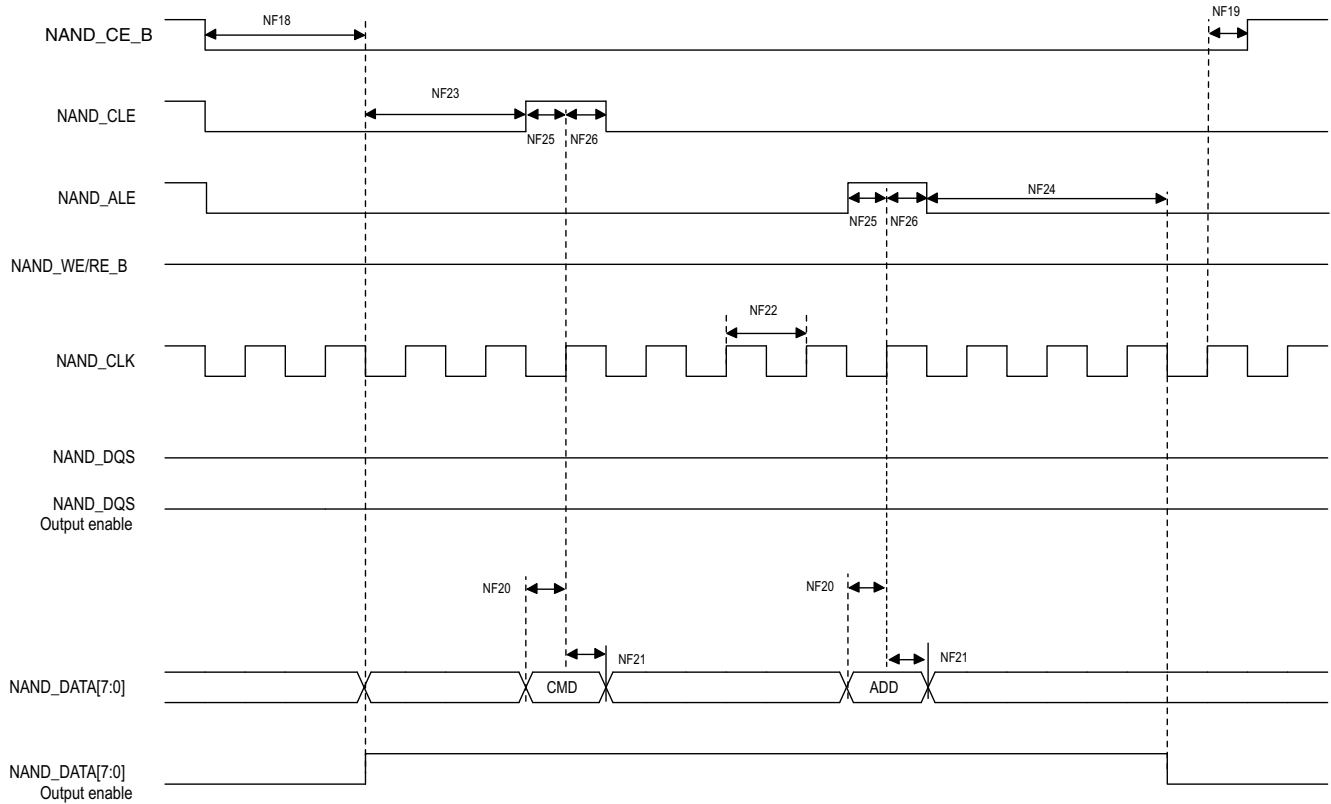 NF18
NF19
NAND_CE_B
NF23
NAND_CLE
NF25
NF26
NAND_ALE
NF24
NF25
NF26
NAND_WE/RE_B
NF22
NAND_CLK
NAND_DQS
NAND_DQS
Output enable
NF20
NF20
NF21
NF21
NAND_DATA[7:0]
CMD
ADD
NAND_DATA[7:0]
Output enable